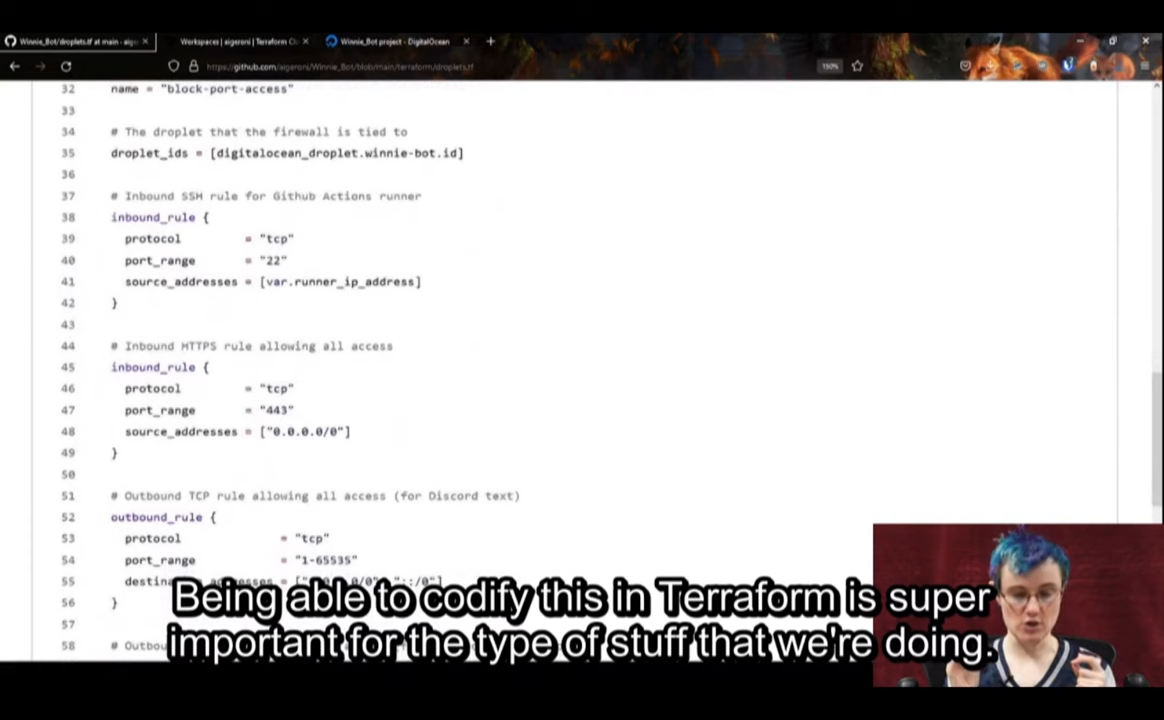 Winnie_Bot/droplets.tf at main · aige
Workspaces | aigeroni | Terraform Cl
Winnie_Bot project - DigitalOcean
https://github.com/aigeroni/Winnie_Bot/blob/main/terraform/droplets.tf
150%
32 name = "block-port-access"
33
34 # The droplet that the firewall is tied to
35 droplet_ids = [digitalocean_droplet.winnie-bot.id]
36
37 # Inbound SSH rule for Github Actions runner
38 inbound_rule {
39 protocol = "tcp"
40 port_range = "22"
41 source_addresses = [var.runner_ip_address]
42 }
43
44 # Inbound HTTPS rule allowing all access
45 inbound_rule {
46 protocol = "tcp"
47 port_range = "443"
48 source_addresses = ["0.0.0.0/0"]
49 }
50
51 # Outbound TCP rule allowing all access (for Discord text)
52 outbound_rule {
53 protocol = "tcp"
54 port_range = "1-65535"
55
56 }
57
58 # Outbou
Being able to codify this in Terraform is super
important for the type of stuff that we're doing.